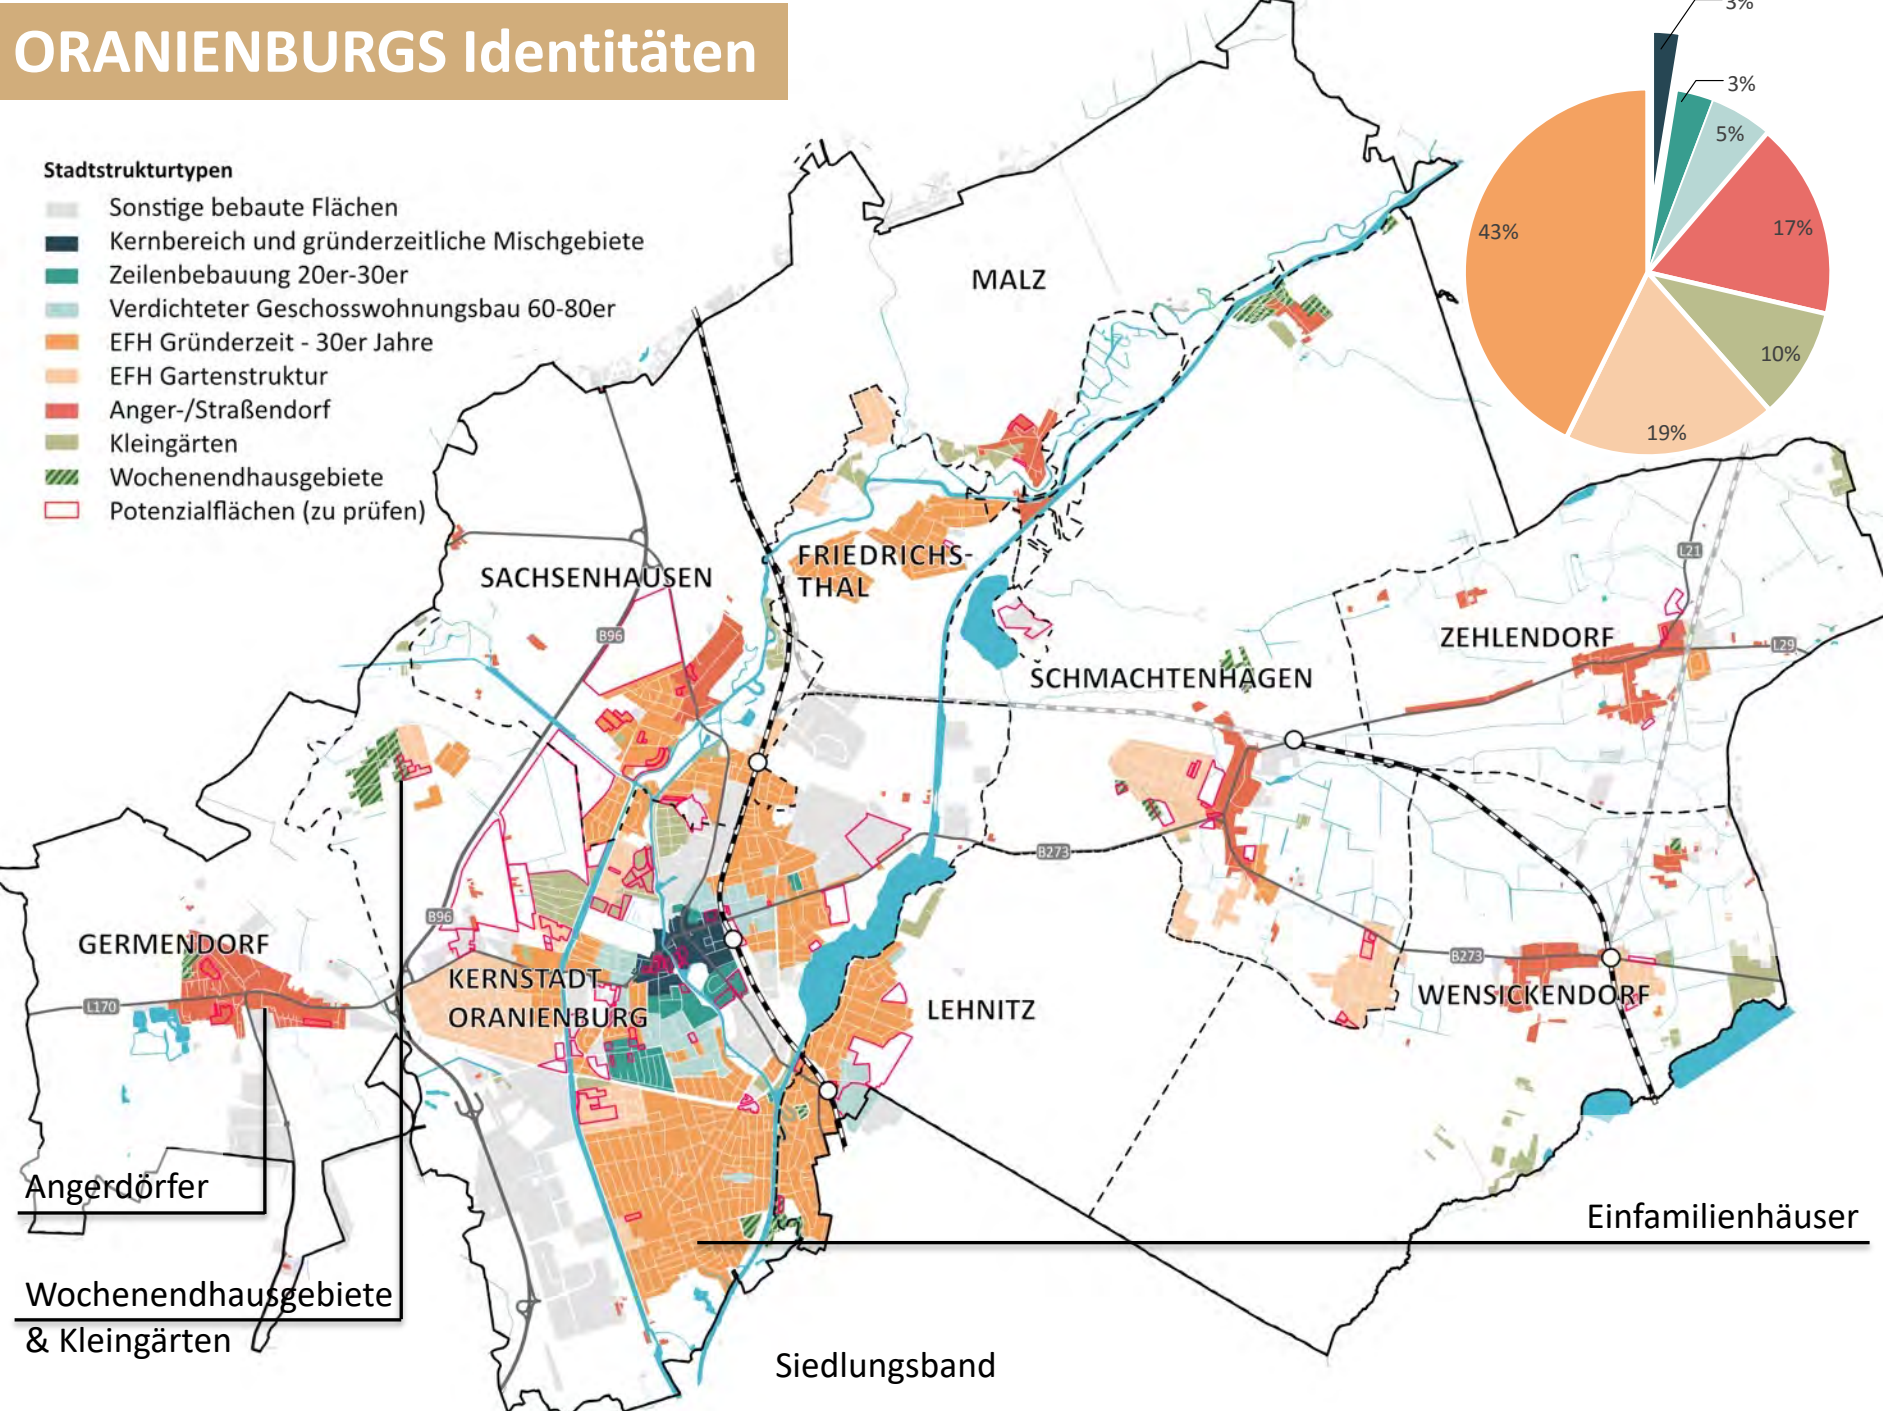 ORANIENBURGS Identitäten
3%
3%
5%
17%
43%
10%
19%
Stadtstrukturtypen
Sonstige bebaute Flächen
Kernbereich und gründerzeitliche Mischgebiete
Zeilenbebauung 20er-30er
Verdichteter Geschosswohnungsbau 60-80er
EFH Gründerzeit - 30er Jahre
EFH Gartenstruktur
Anger-/Straßendorf
Kleingärten
Wochenendhausgebiete
Potenzialflächen (zu prüfen)
MALZ
FRIEDRICHS-
THAL
SACHSENHAUSEN
B96
L21
ZEHLENDORF
L29
SCHMACHTENHAGEN
B273
B96
GERMENDORF
L170
KERNSTADT
ORANIENBURG
LEHNITZ
B273
WENSICKENDORF
Angerdörfer
Einfamilienhäuser
Wochenendhausgebiete
& Kleingärten
Siedlungsband